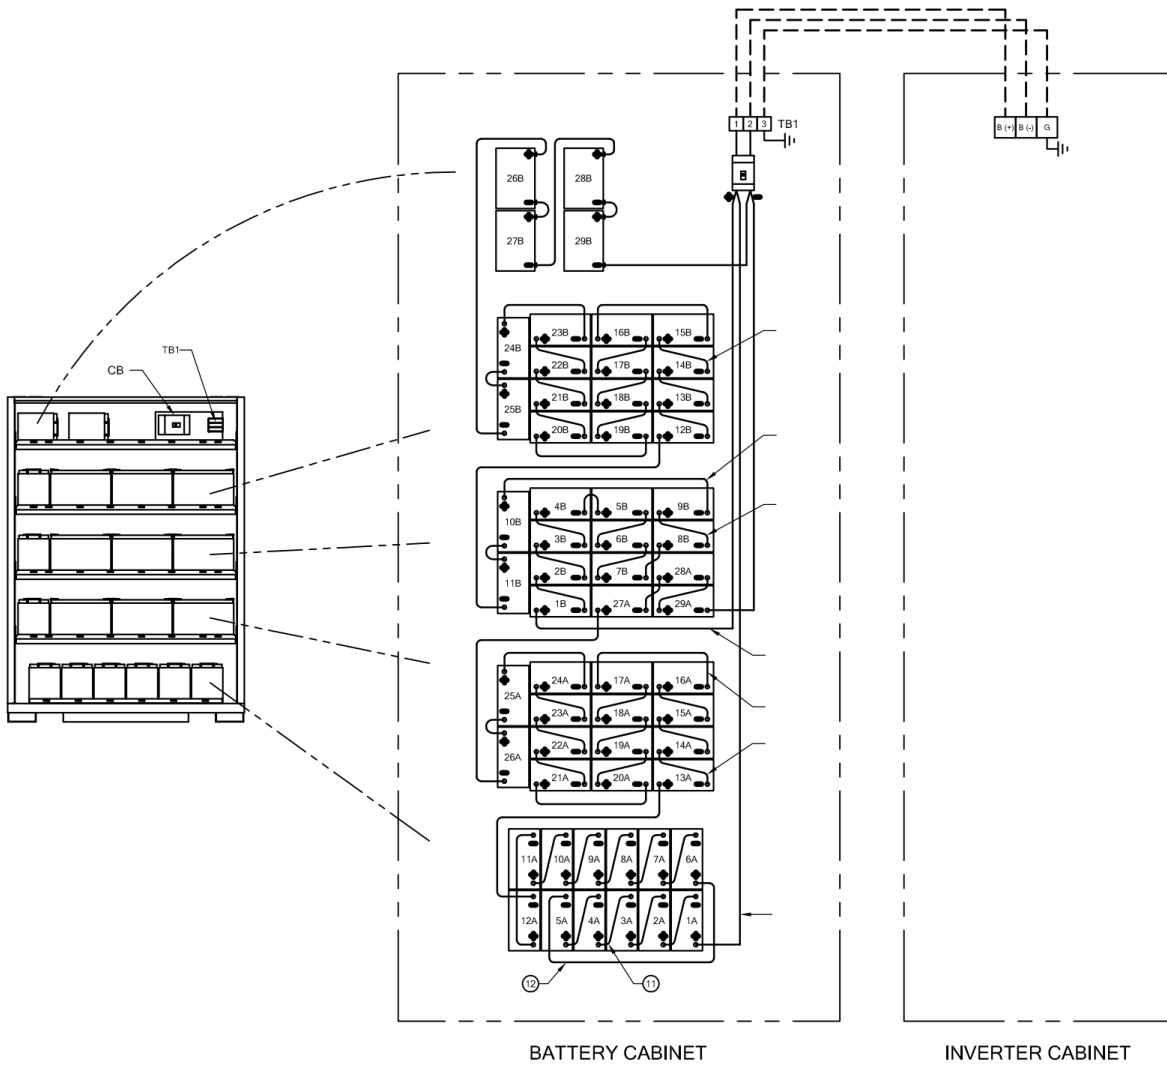 1 2 3 TB1
B (+) B (-) G
26B 28B
27B 29B
TB1
CB
23B 16B 15B
24B
22B 17B 14B
21B 18B 13B
25B
20B 19B 12B
4B 5B 9B
10B
3B 6B 8B
2B 7B 28A
11B
1B 27A 29A
24A 17A 16A
25A
23A 18A 15A
22A 19A 14A
26A
21A 20A 13A
11A 10A 9A 8A 7A 6A
12A 5A 4A 3A 2A 1A
12 11
BATTERY CABINET INVERTER CABINET